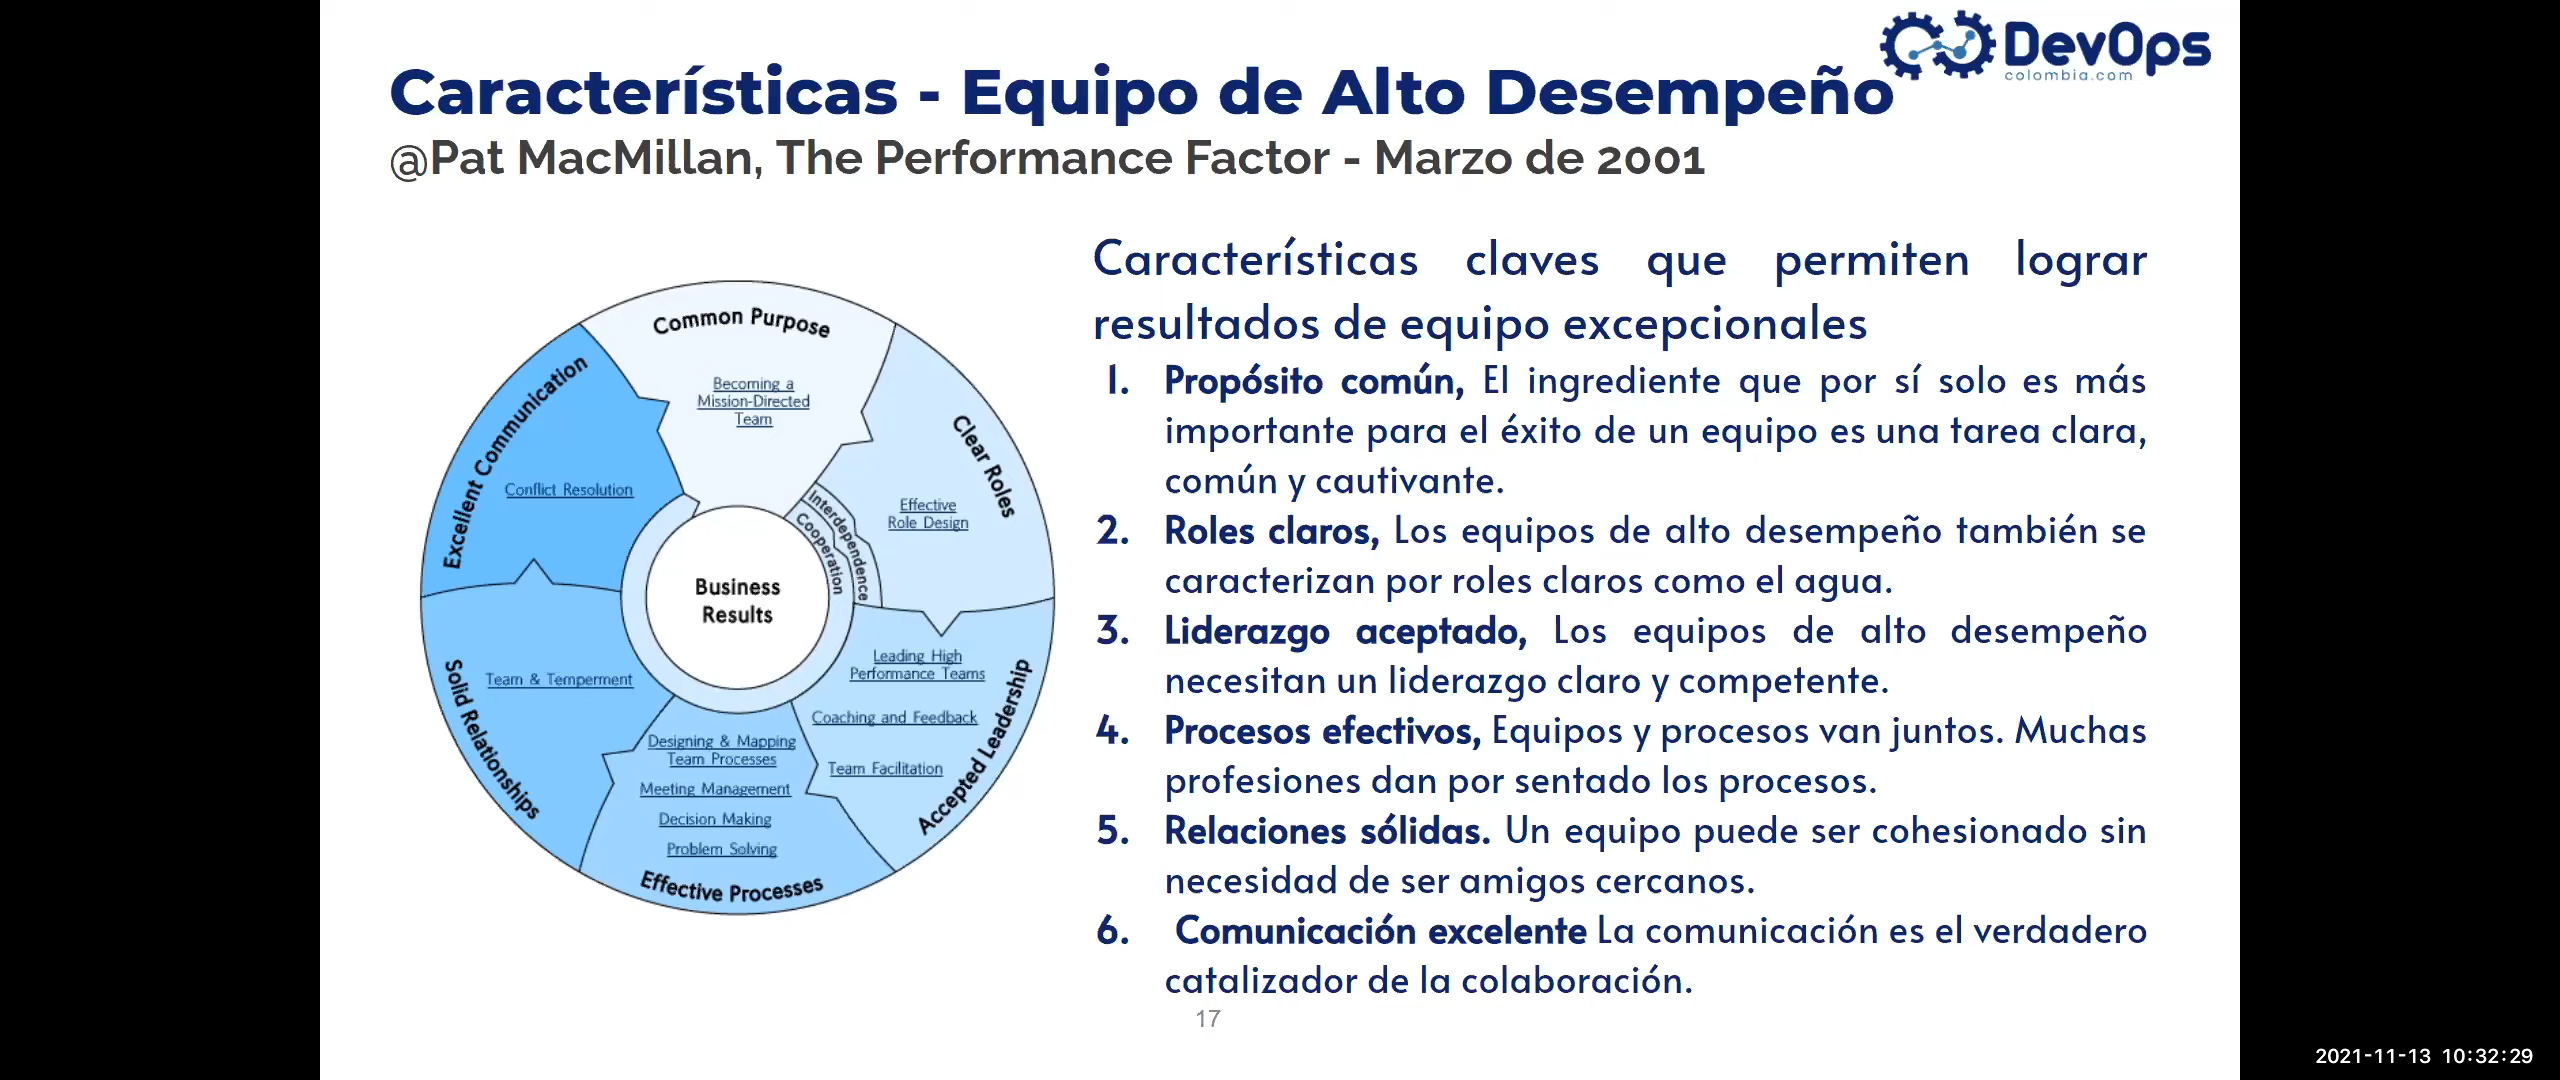 DevOps
colombia.com
Características - Equipo de Alto Desempeño
@Pat MacMillan, The Performance Factor - Marzo de 2001
Common Purpose
Becoming a
Mission-Directed
Team
Clear Roles
Effective
Role Design
Interdependence
Cooperation
Excellent Communication
Conflict Resolution
Business
Results
Solid Relationships
Team & Temperment
Accepted Leadership
Leading High
Performance Teams
Coaching and Feedback
Team Facilitation
Designing & Mapping
Team Processes
Meeting Management
Decision Making
Problem Solving
Effective Processes
Características claves que permiten lograr
resultados de equipo excepcionales
1. Propósito común, El ingrediente que por sí solo es más
importante para el éxito de un equipo es una tarea clara,
común y cautivante.
2. Roles claros, Los equipos de alto desempeño también se
caracterizan por roles claros como el agua.
3. Liderazgo aceptado, Los equipos de alto desempeño
necesitan un liderazgo claro y competente.
4. Procesos efectivos, Equipos y procesos van juntos. Muchas
profesiones dan por sentado los procesos.
5. Relaciones sólidas. Un equipo puede ser cohesionado sin
necesidad de ser amigos cercanos.
6. Comunicación excelente La comunicación es el verdadero
catalizador de la colaboración.
17
2021-11-13 10:32:29